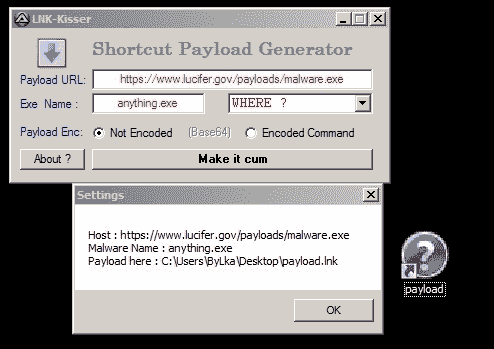 LNK-Kisser
Shortcut Payload Generator
Payload URL: https://www.lucifer.gov/payloads/malware.exe
Exe Name : anything.exe WHERE ?
Payload Enc: Not Encoded (Base64) Encoded Command
About ? Make it cum
Settings
Host : https://www.lucifer.gov/payloads/malware.exe
Malware Name : anything.exe
Payload here : C:\Users\ByLka\Desktop\payload.lnk
OK
payload